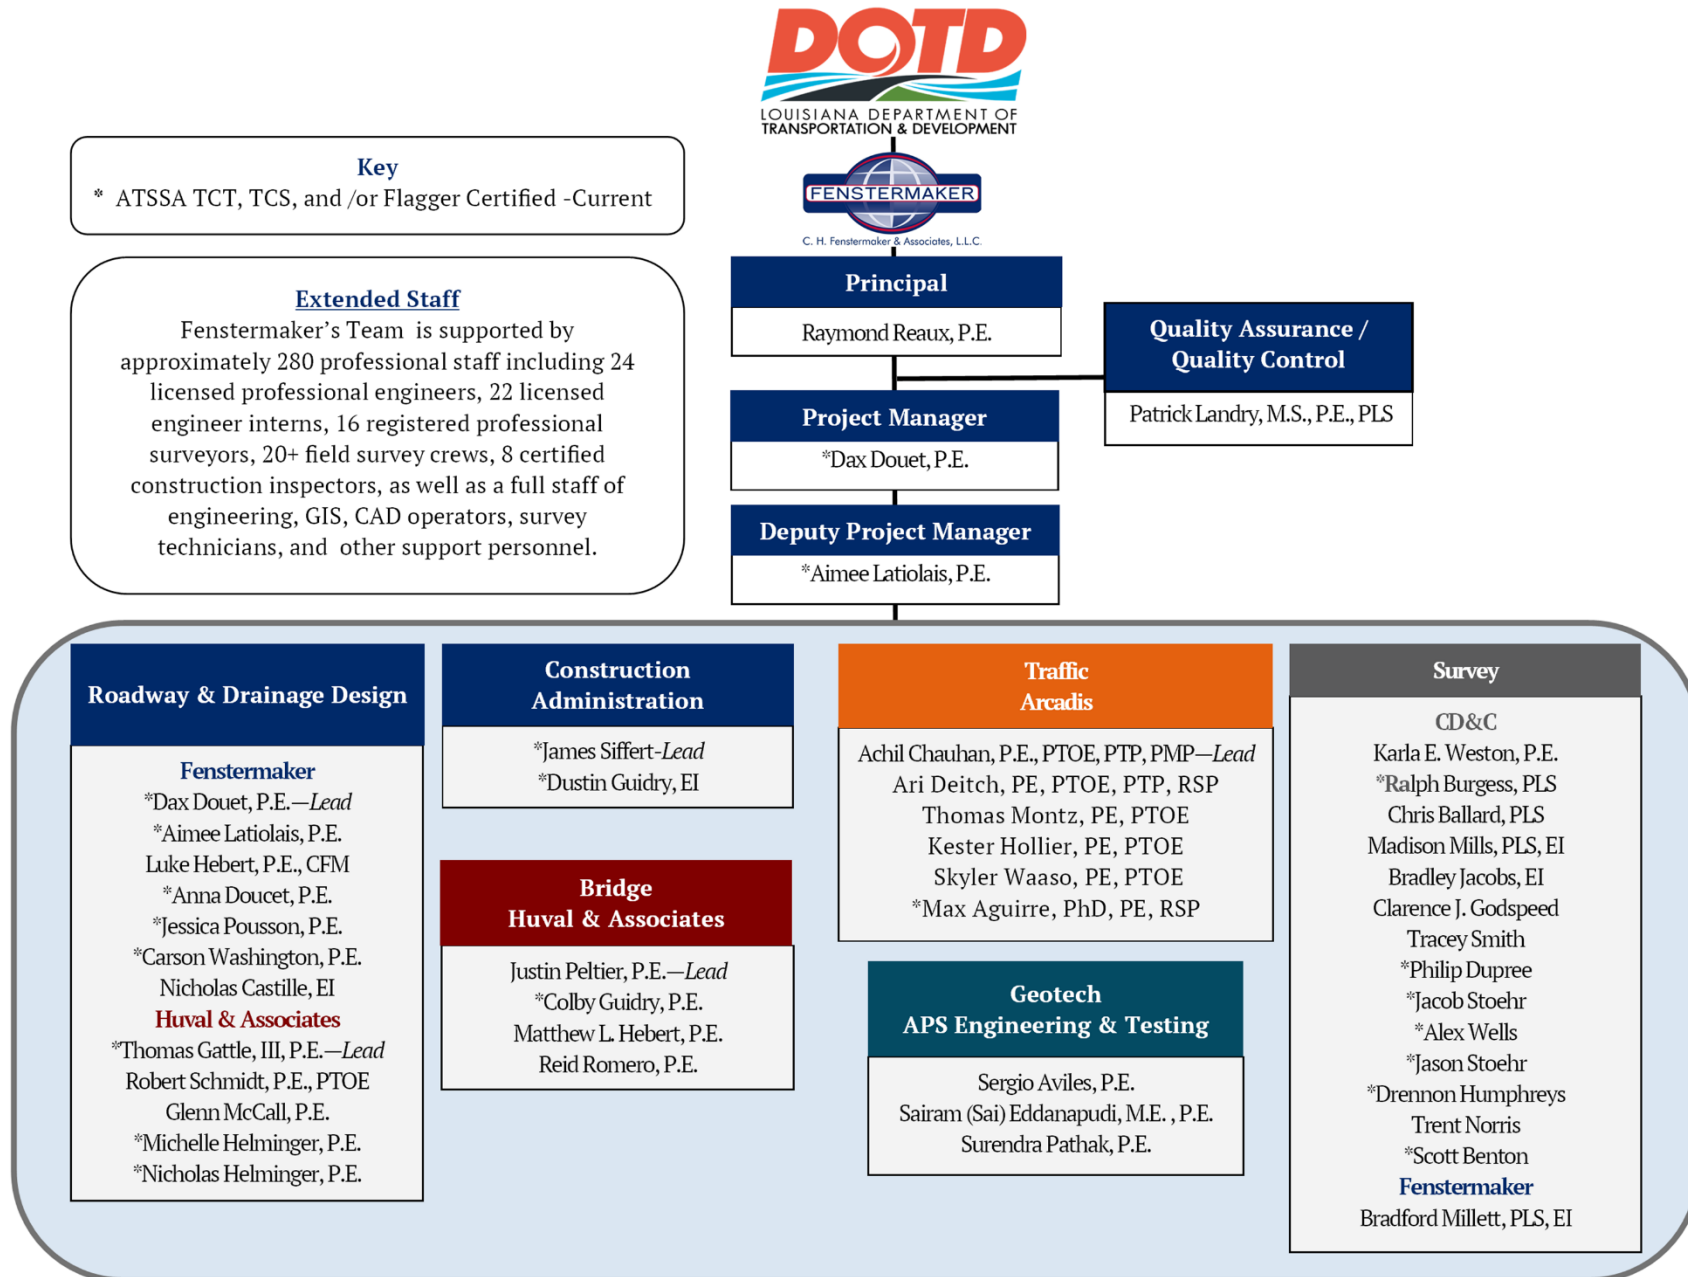 DOTD
LOUISIANA DEPARTMENT OF
TRANSPORTATION & DEVELOPMENT
FENSTERMAKER
C. H. Fenstermaker & Associates, L.L.C.
Key
* ATSSA TCT, TCS, and /or Flagger Certified -Current
Extended Staff
Fenstermaker’s Team is supported by
approximately 280 professional staff including 24
licensed professional engineers, 22 licensed
engineer interns, 16 registered professional
surveyors, 20+ field survey crews, 8 certified
construction inspectors, as well as a full staff of
engineering, GIS, CAD operators, survey
technicians, and other support personnel.
Principal
Raymond Reaux, P.E.
Quality Assurance /
Quality Control
Patrick Landry, M.S., P.E., PLS
Project Manager
*Dax Douet, P.E.
Deputy Project Manager
*Aimee Latiolais, P.E.
Roadway & Drainage Design
Fenstermaker
*Dax Douet, P.E.—Lead
*Aimee Latiolais, P.E.
Luke Hebert, P.E., CFM
*Anna Doucet, P.E.
*Jessica Pousson, P.E.
*Carson Washington, P.E.
Nicholas Castille, EI
Huval & Associates
*Thomas Gattle, III, P.E.—Lead
Robert Schmidt, P.E., PTOE
Glenn McCall, P.E.
*Michelle Helminger, P.E.
*Nicholas Helminger, P.E.
Construction
Administration
*James Siffert-Lead
*Dustin Guidry, EI
Bridge
Huval & Associates
Justin Peltier, P.E.—Lead
*Colby Guidry, P.E.
Matthew L. Hebert, P.E.
Reid Romero, P.E.
Traffic
Arcadis
Achil Chauhan, P.E., PTOE, PTP, PMP—Lead
Ari Deitch, PE, PTOE, PTP, RSP
Thomas Montz, PE, PTOE
Kester Hollier, PE, PTOE
Skyler Waaso, PE, PTOE
*Max Aguirre, PhD, PE, RSP
Geotech
APS Engineering & Testing
Sergio Aviles, P.E.
Sairam (Sai) Eddanapudi, M.E. , P.E.
Surendra Pathak, P.E.
Survey
CD&C
Karla E. Weston, P.E.
*Ralph Burgess, PLS
Chris Ballard, PLS
Madison Mills, PLS, EI
Bradley Jacobs, EI
Clarence J. Godspeed
Tracey Smith
*Philip Dupree
*Jacob Stoehr
*Alex Wells
*Jason Stoehr
*Drennon Humphreys
Trent Norris
*Scott Benton
Fenstermaker
Bradford Millett, PLS, EI